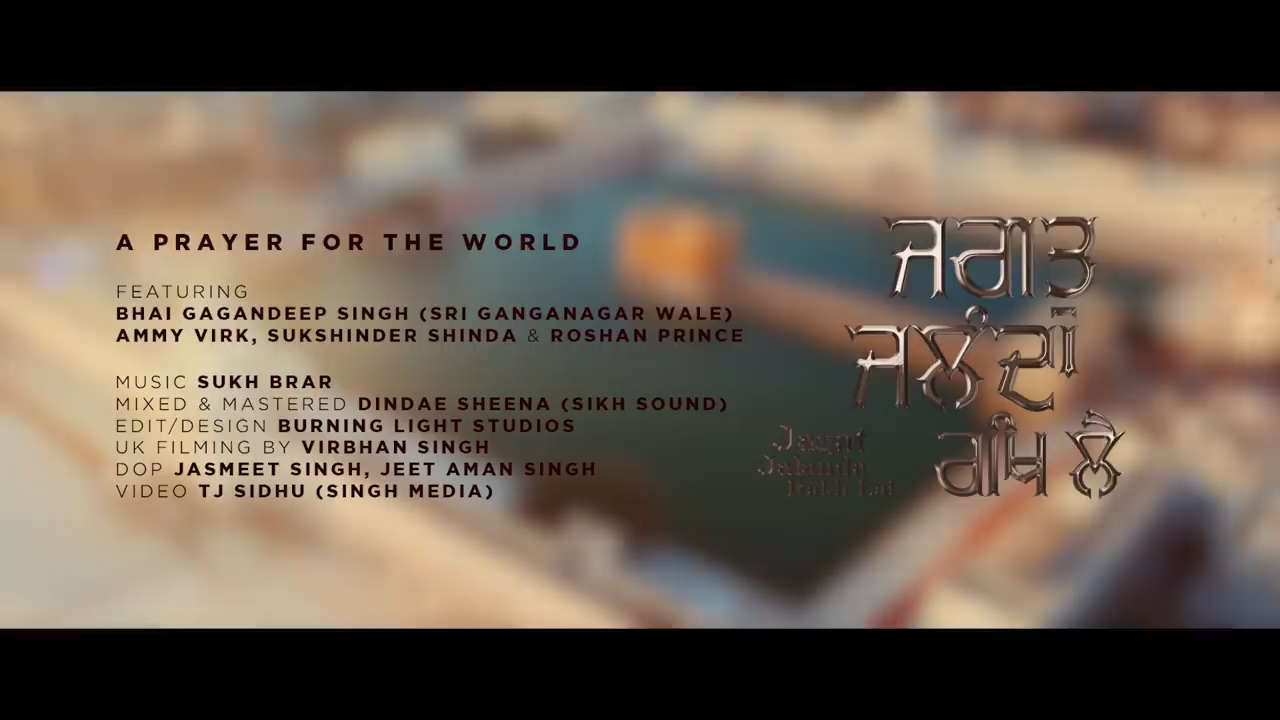 A PRAYER FOR THE WORLD
FEATURING
BHAI GAGANDEEP SINGH (SRI GANGANAGAR WALE)
AMMY VIRK, SUKSHINDER SHINDA & ROSHAN PRINCE
MUSIC SUKH BRAR
MIXED & MASTERED DINDAE SHEENA (SIKH SOUND)
EDIT/DESIGN BURNING LIGHT STUDIOS
UK FILMING BY VIRBHAN SINGH
DOP JASMEET SINGH, JEET AMAN SINGH
VIDEO TJ SIDHU (SINGH MEDIA)
ਜਗਤ
ਜਲੰਦਾ
ਰਖਿ ਲੈ
Jagat
Jalanda
Rakh Lai